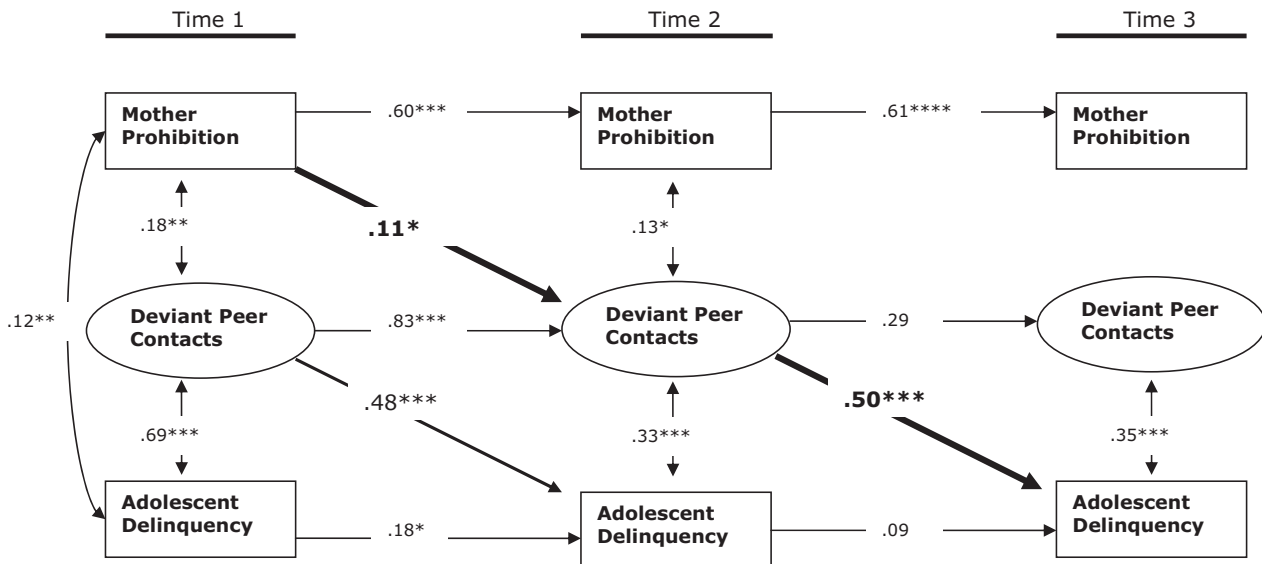 Time 1
Time 2
Time 3
Mother
Prohibition
.60***
Mother
Prohibition
.61****
Mother
Prohibition
.18**
.11*
.13*
.12**
Deviant Peer
Contacts
.83***
Deviant Peer
Contacts
.29
Deviant Peer
Contacts
.48***
.50***
.69***
.33***
.35***
Adolescent
Delinquency
.18*
Adolescent
Delinquency
.09
Adolescent
Delinquency